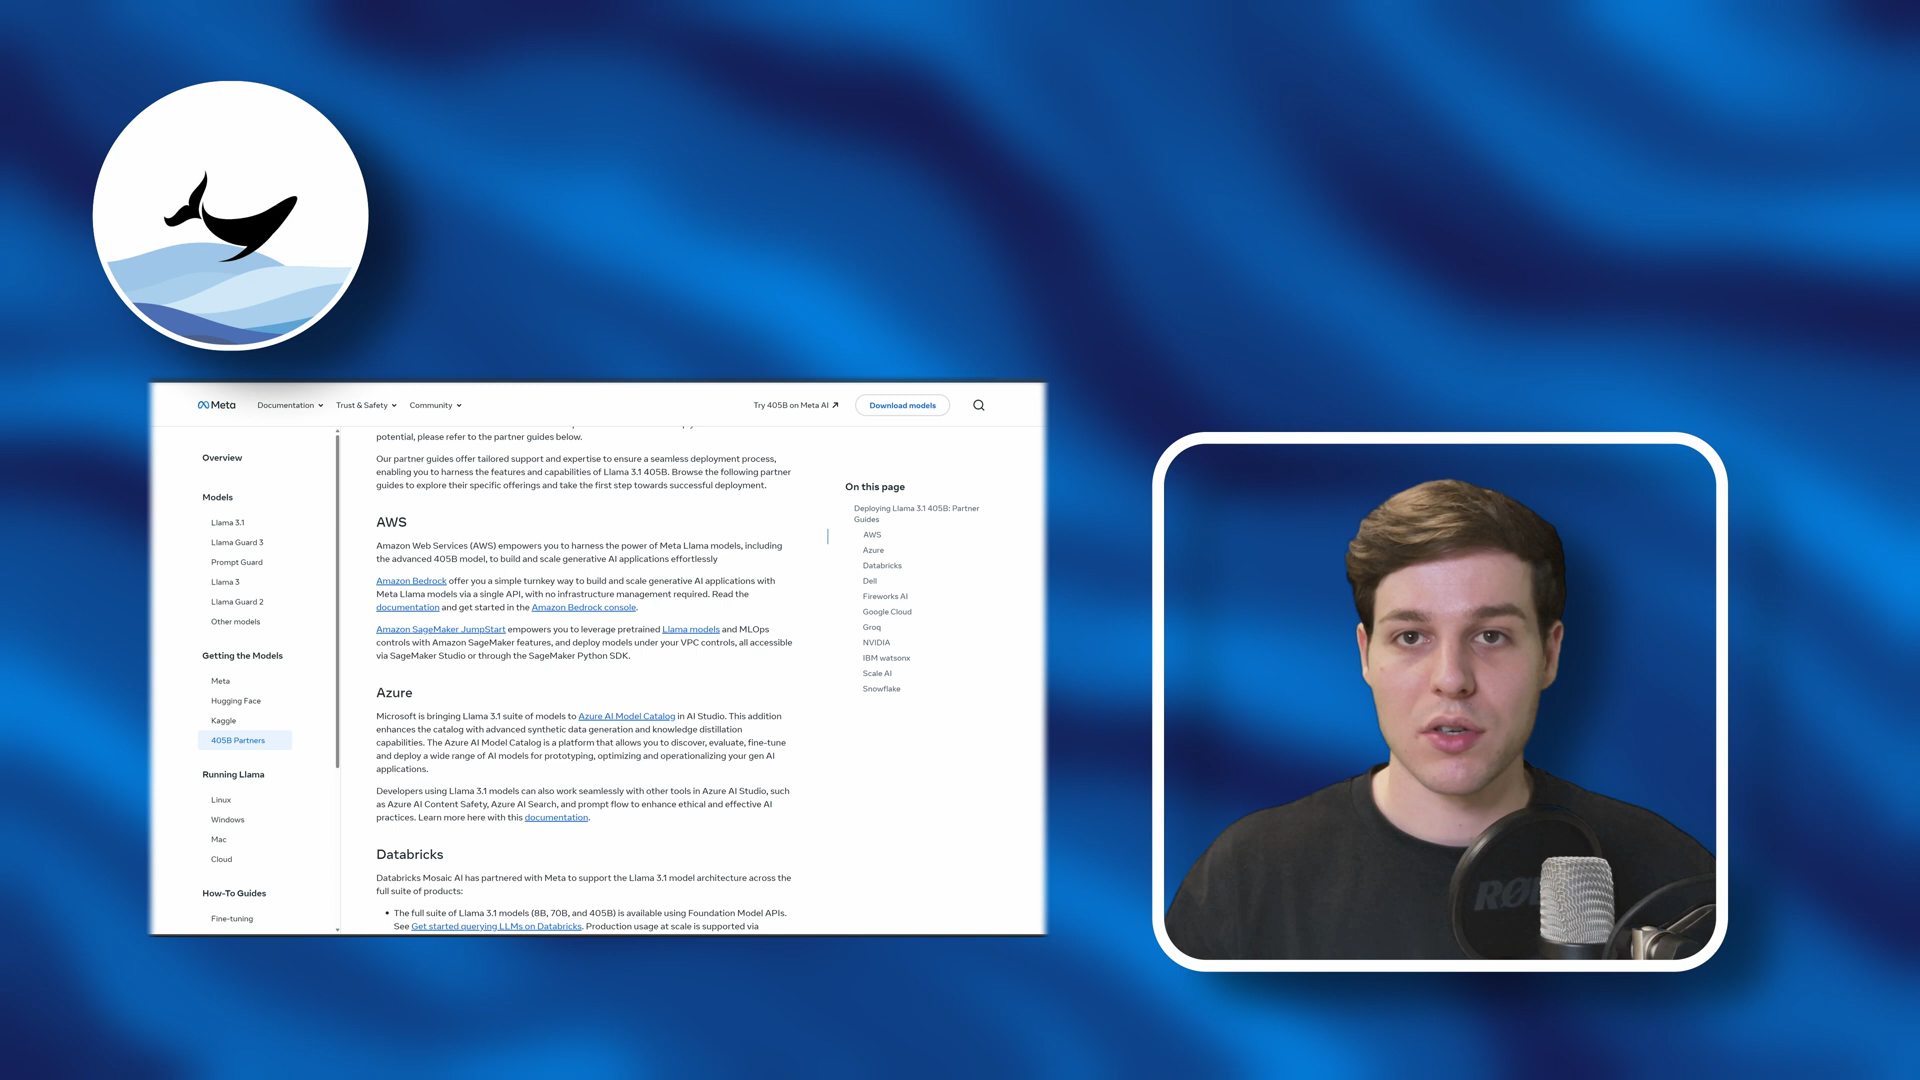 Meta
Documentation
Trust & Safety
Community
Try 405B on Meta AI
Download models
Overview
Models
Llama 3.1
Llama Guard 3
Prompt Guard
Llama 3
Llama Guard 2
Other models
Getting the Models
Meta
Hugging Face
Kaggle
405B Partners
Running Llama
Linux
Windows
Mac
Cloud
How-To Guides
Fine-tuning
potential, please refer to the partner guides below.
Our partner guides offer tailored support and expertise to ensure a seamless deployment process,
enabling you to harness the features and capabilities of Llama 3.1 405B. Browse the following partner
guides to explore their specific offerings and take the first step towards successful deployment.
AWS
Amazon Web Services (AWS) empowers you to harness the power of Meta Llama models, including
the advanced 405B model, to build and scale generative AI applications effortlessly
Amazon Bedrock offer you a simple turnkey way to build and scale generative AI applications with
Meta Llama models via a single API, with no infrastructure management required. Read the
documentation and get started in the Amazon Bedrock console.
Amazon SageMaker JumpStart empowers you to leverage pretrained Llama models and MLOps
controls with Amazon SageMaker features, and deploy models under your VPC controls, all accessible
via SageMaker Studio or through the SageMaker Python SDK.
Azure
Microsoft is bringing Llama 3.1 suite of models to Azure AI Model Catalog in AI Studio. This addition
enhances the catalog with advanced synthetic data generation and knowledge distillation
capabilities. The Azure AI Model Catalog is a platform that allows you to discover, evaluate, fine-tune
and deploy a wide range of AI models for prototyping, optimizing and operationalizing your gen AI
applications.
Developers using Llama 3.1 models can also work seamlessly with other tools in Azure AI Studio, such
as Azure AI Content Safety, Azure AI Search, and prompt flow to enhance ethical and effective AI
practices. Learn more here with this documentation.
Databricks
Databricks Mosaic AI has partnered with Meta to support the Llama 3.1 model architecture across the
full suite of products:
• The full suite of Llama 3.1 models (8B, 70B, and 405B) is available using Foundation Model APIs.
See Get started querying LLMs on Databricks. Production usage at scale is supported via
On this page
Deploying Llama 3.1 405B: Partner
Guides
AWS
Azure
Databricks
Dell
Fireworks AI
Google Cloud
Groq
NVIDIA
IBM watsonx
Scale AI
Snowflake